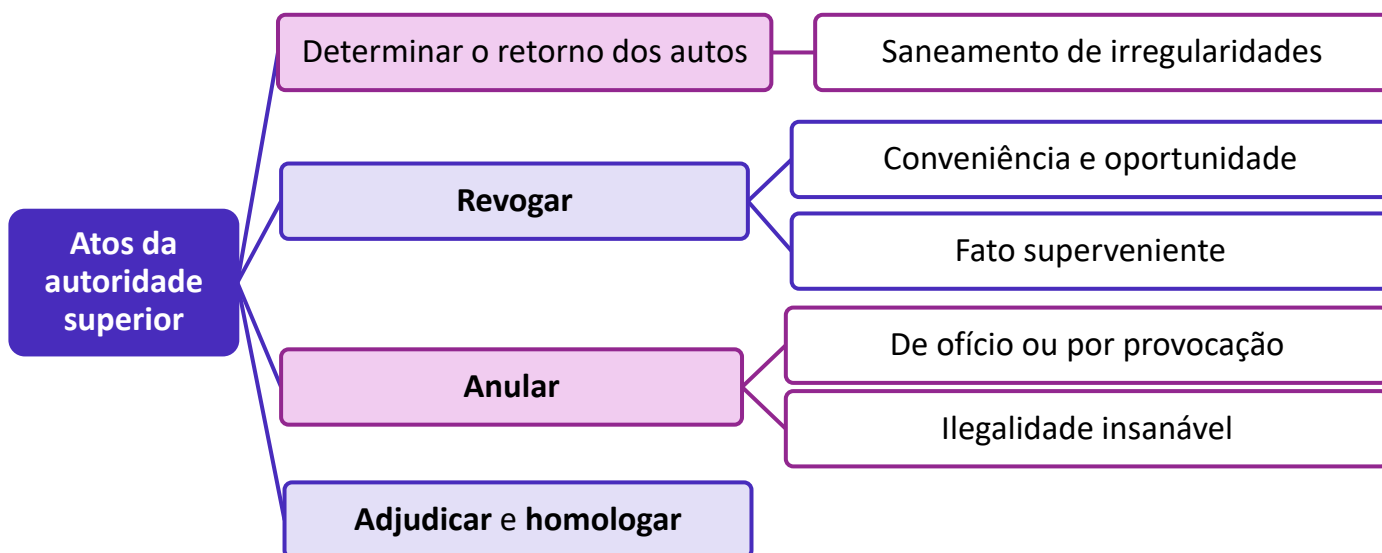 Atos da
autoridade
superior
Determinar o retorno dos autos
Saneamento de irregularidades
Revogar
Conveniência e oportunidade
Fato superveniente
Anular
De ofício ou por provocação
Ilegalidade insanável
Adjudicar e homologar